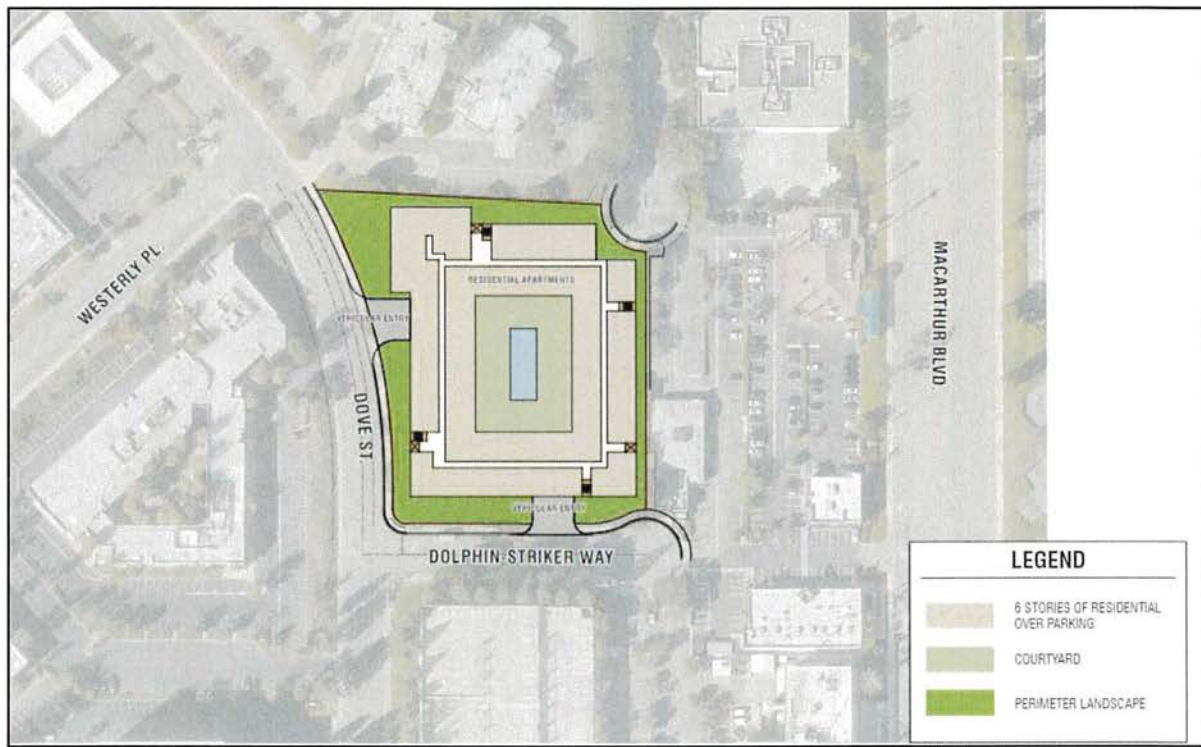 WESTERLY PL.
MACARTHUR BLVD.
RESIDENTIAL APARTMENTS
VEHICULAR ENTRY
DOVE ST.
VEHICULAR ENTRY
DOLPHIN-STRIKER WAY
LEGEND
6 STORIES OF RESIDENTIAL
OVER PARKING
COURTYARD
PERIMETER LANDSCAPE